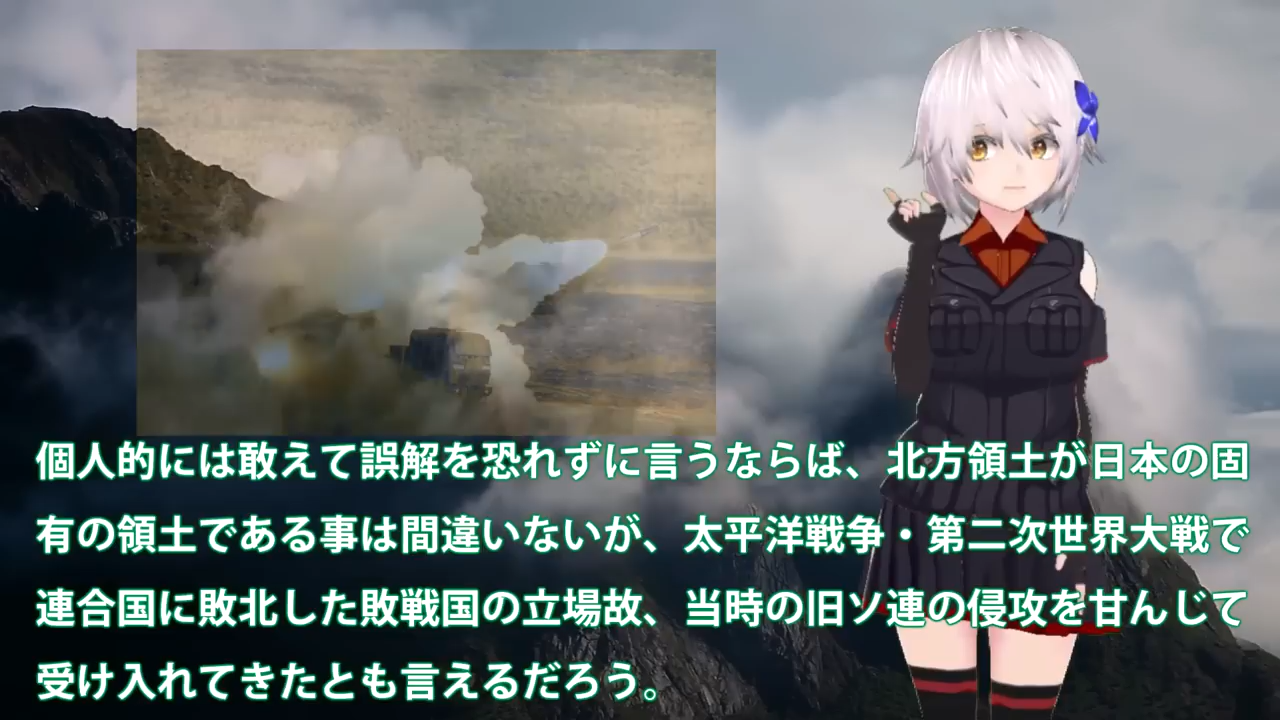 個人的には敢えて誤解を恐れずに言うならば、北方領土が日本の固
有の領土である事は間違いないが、太平洋戦争・第二次世界大戦で
連合国に敗北した敗戦国の立場故、当時の旧ソ連の侵攻を甘んじて
受け入れてきたとも言えるだろう。